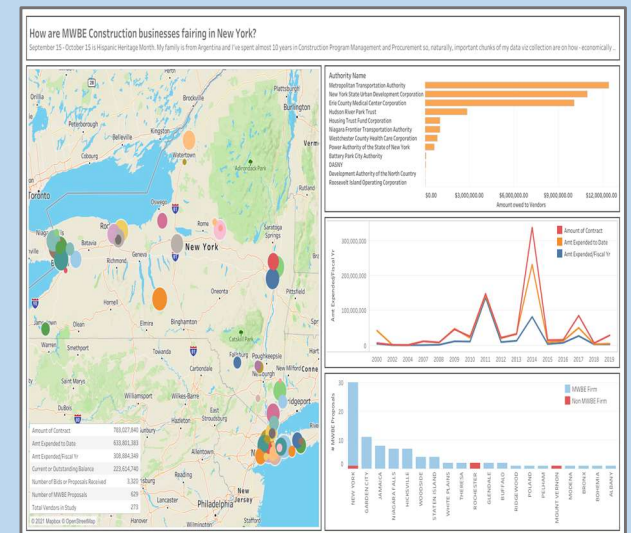 How are MWBE Construction businesses fairing in New York?
September 15 - October 15 is Hispanic Heritage Month. My family is from Argentina and I've spent almost 10 years in Construction Program Management and Procurement so, naturally, important chunks of my data viz collection are on how - economically...
Orillia
Peterborough
Belleville
Cobourg
Kingston
Brockville
Watertown
Plattsburgh
Burlington
Adirondack Park
Rutland
Toronto
Oswego
Rome
Saratoga Springs
Batavia
Richmond
Geneva
New York
Hornell
Oneonta
Pittsfield
Olean
Elmira
Binghamton
Warren
Smethport
Towanda
Catskill Park
Carbondale
Fallsburg
Poughkeepsie
Newburgh
New Milford
Saint Marys
Williamsport
Wilkes-Barre
East Stroudsburg
DuBois
Hazleton
Allentown
Reading
Lancaster
Philadelphia
New Jersey
Hanover
Wilmington
Stafford
Amount of Contract 783,027,640
Amt Expended to Date 633,801,383
Amt Expended/Fiscal Yr 308,884,349
Current or Outstanding Balance 223,614,740
Number of Bids or Proposals Received 3,320
Number of MWBE Proposals 629
Total Vendors in Study 273
© 2021 Mapbox © OpenStreetMap
Authority Name
Metropolitan Transportation Authority
New York State Urban Development Corporation
Erie County Medical Center Corporation
Hudson River Park Trust
Housing Trust Fund Corporation
Niagara Frontier Transportation Authority
Westchester County Health Care Corporation
Power Authority of the State of New York
Battery Park City Authority
DASNY
Development Authority of the North Country
Roosevelt Island Operating Corporation
$0.00 $3,000,000.00 $6,000,000.00 $9,000,000.00 $12,000,000.00
Amount owed to Vendors
Amt Expended/Fiscal Yr
300,000,000
200,000,000
100,000,000
0
Amount of Contract
Amt Expended to Date
Amt Expended/Fiscal Yr
2000 2002 2004 2007 2008 2009 2010 2011 2012 2013 2014 2015 2016 2017 2018 2019
# MWBE Proposals
30
20
10
0
MWBE Firm
Non MWBE Firm
NEW YORK
GARDEN CITY
JAMAICA
NIAGARA FALLS
HICKSVILLE
WOODSIDE
STATEN ISLAND
WHITE PLAINS
THERESA
ROCHESTER
GLENDALE
BUFFALO
RIDGEWOOD
POLAND
PELHAM
MOUNT VERNON
MODENA
BRONX
BOHEMIA
ALBANY